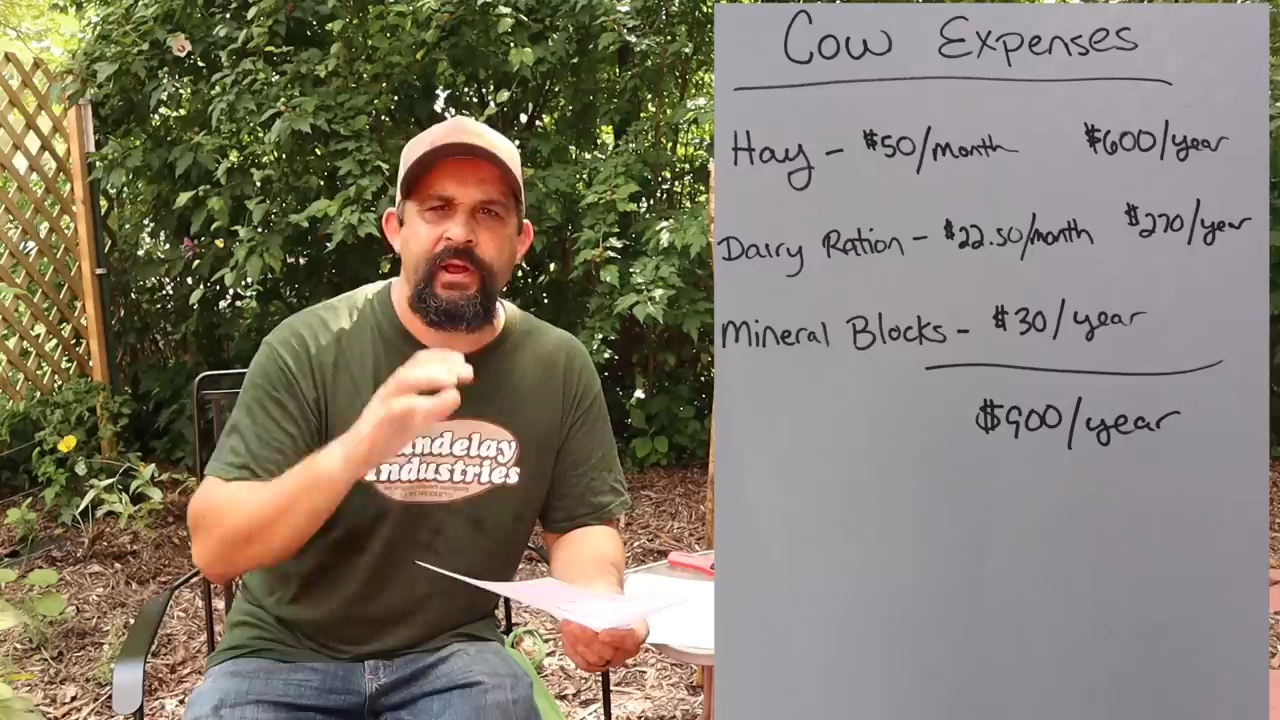 Cow Expenses
Hay - $50/month $600/year
Dairy Ration - $22.50/month $270/year
Mineral Blocks - $30/year
$900/year
andelay
Industries